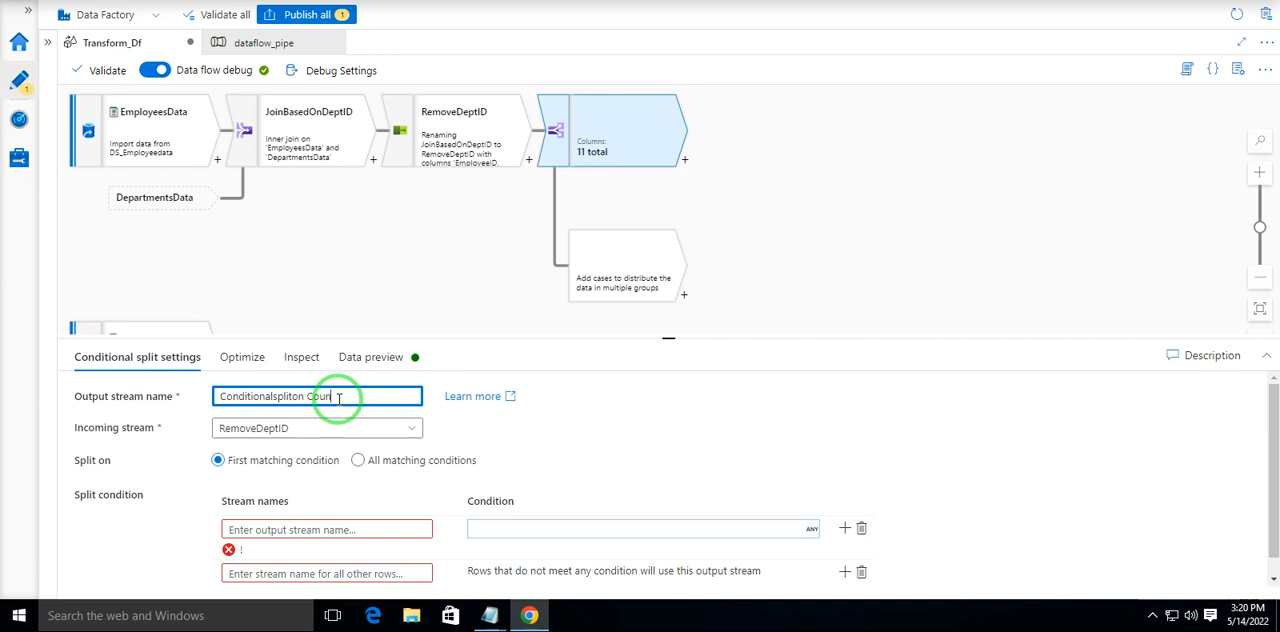 Data Factory
Validate all
Publish all 1
1
Transform_Df
dataflow_pipe
Validate
Data flow debug
Debug Settings
EmployeesData
Import data from
DS_Employeedata
JoinBasedOnDeptID
Inner join on
'EmployeesData' and
'DepartmentsData'
RemoveDeptID
Renaming
JoinBasedOnDeptID to
RemoveDeptID with
columns 'EmployeeID,
Columns:
11 total
DepartmentsData
Add cases to distribute the
data in multiple groups
Conditional split settings
Optimize
Inspect
Data preview
Description
Output stream name *
Conditionalspliton Coun
Learn more
Incoming stream *
RemoveDeptID
Split on
First matching condition
All matching conditions
Split condition
Stream names
Condition
Enter output stream name...
ANY
!
Enter stream name for all other rows...
Rows that do not meet any condition will use this output stream
Search the web and Windows
3:20 PM
5/14/2022